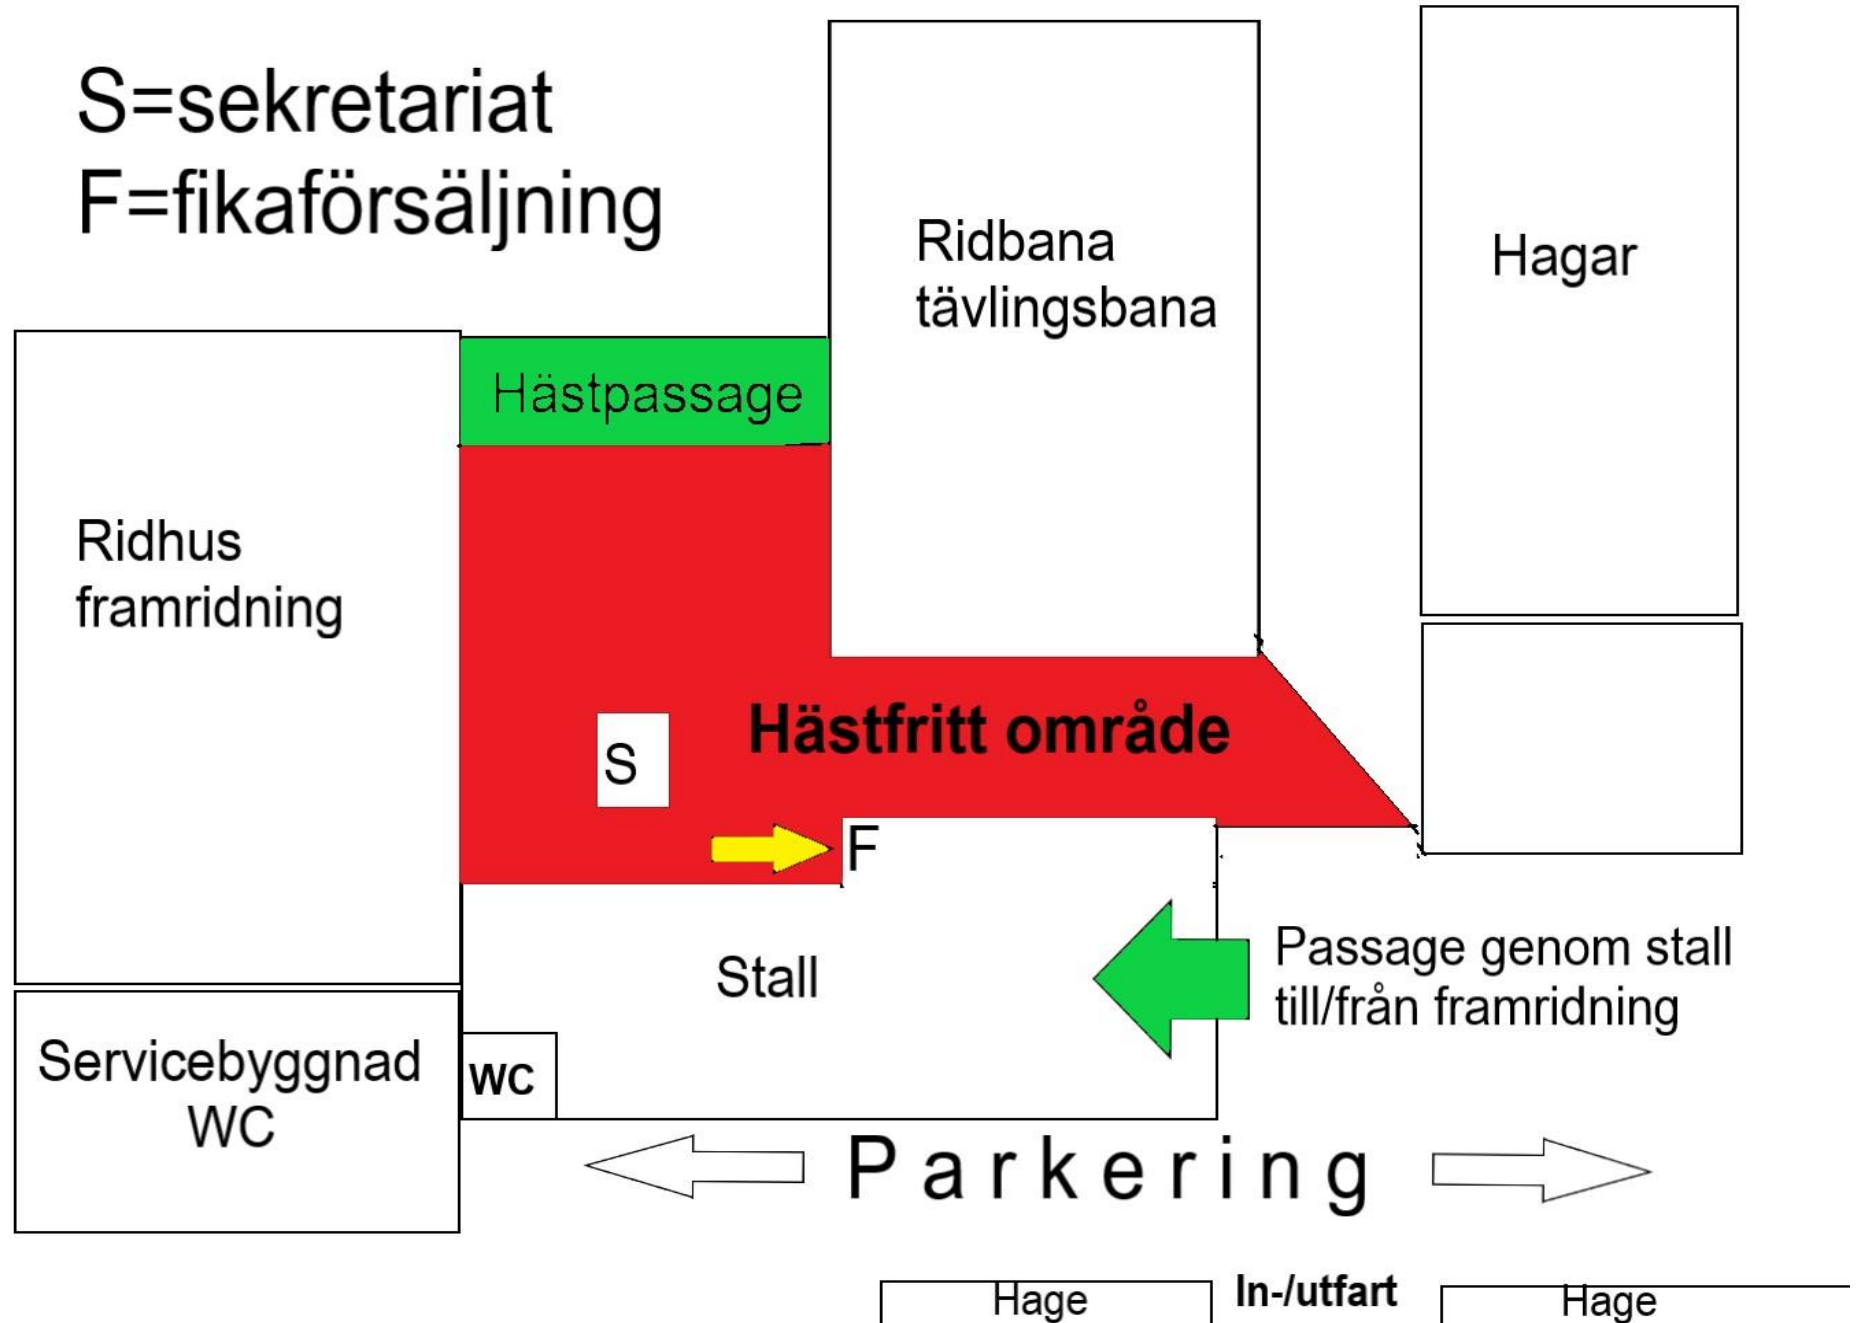 S=sekretariat
F=fikaförsäljning
Ridbana
tävlingsbana
Hagar
Hästpassage
Ridhus
framridning
Hästfritt område
S
F
Stall
Passage genom stall
till/från framridning
Servicebyggnad
WC
WC
Parkering
In-/utfart
Hage
Hage